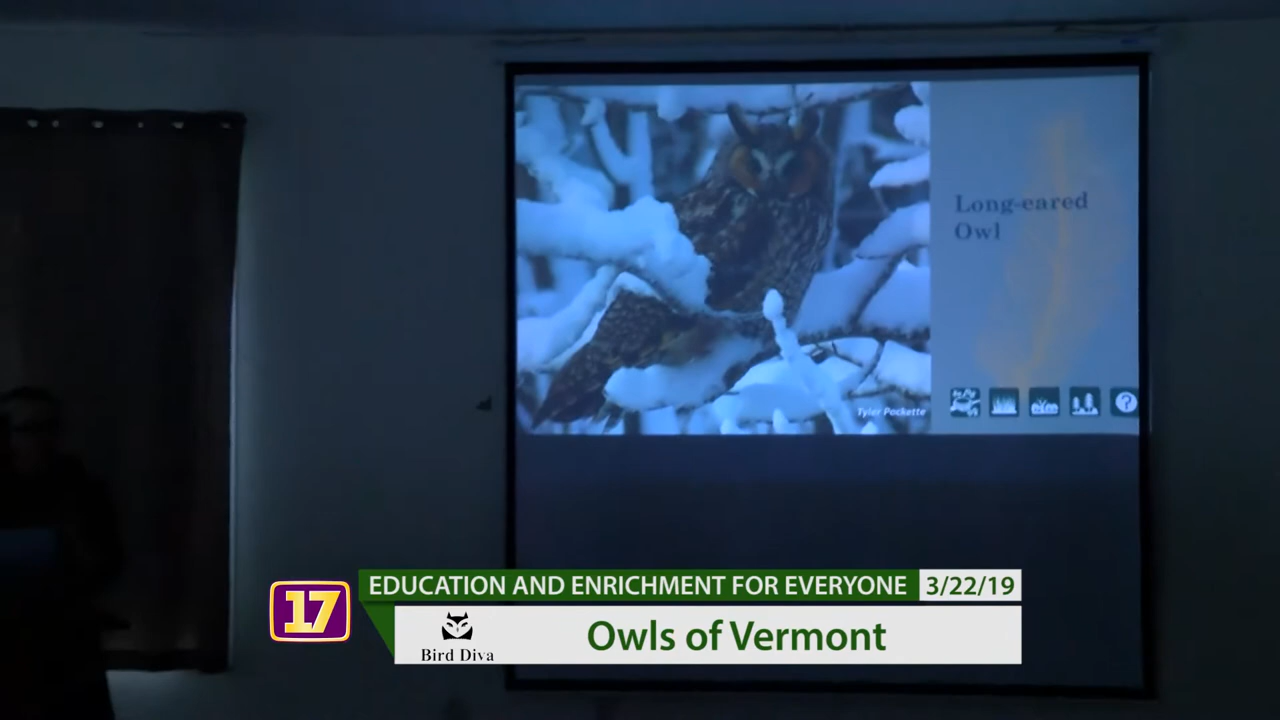 Long-eared
Owl
Tyler Pockette
?
17
EDUCATION AND ENRICHMENT FOR EVERYONE 3/22/19
Bird Diva
Owls of Vermont